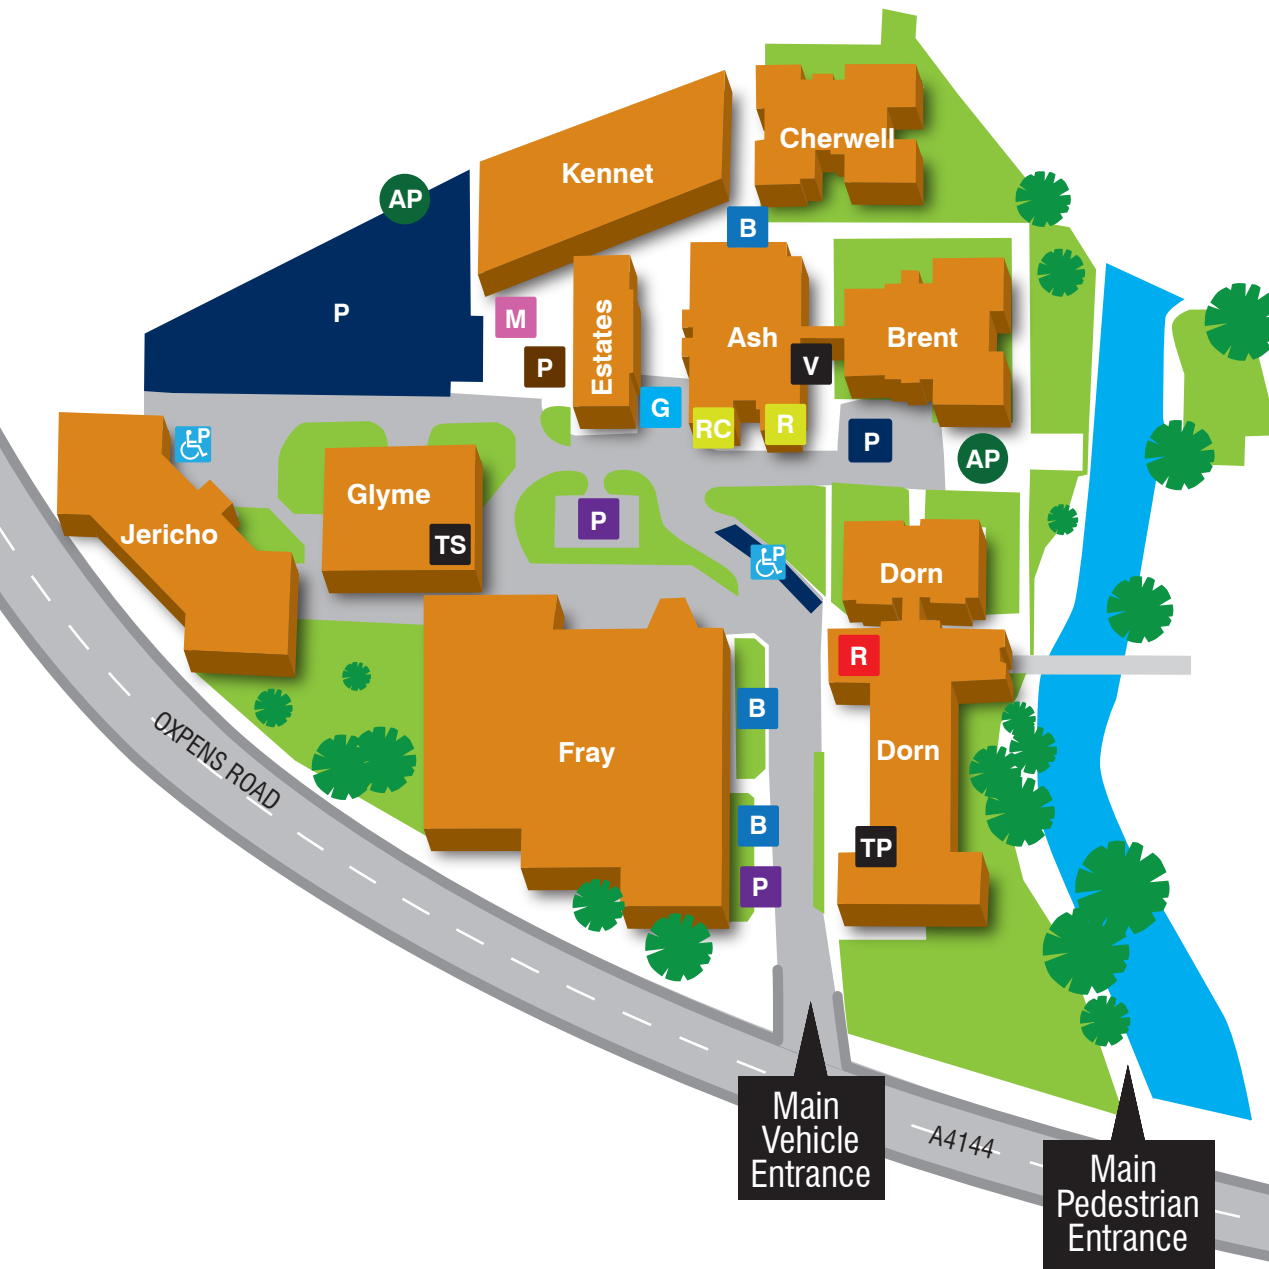 Cherwell
Kennet
AP
B
P
M
Estates
Ash
Brent
P
V
G
RC
R
P
AP
P
Jericho
Glyme
TS
P
P
Dorn
R
B
Fray
Dorn
OXPENS ROAD
B
TP
P
Main
Vehicle
Entrance
A4144
Main
Pedestrian
Entrance